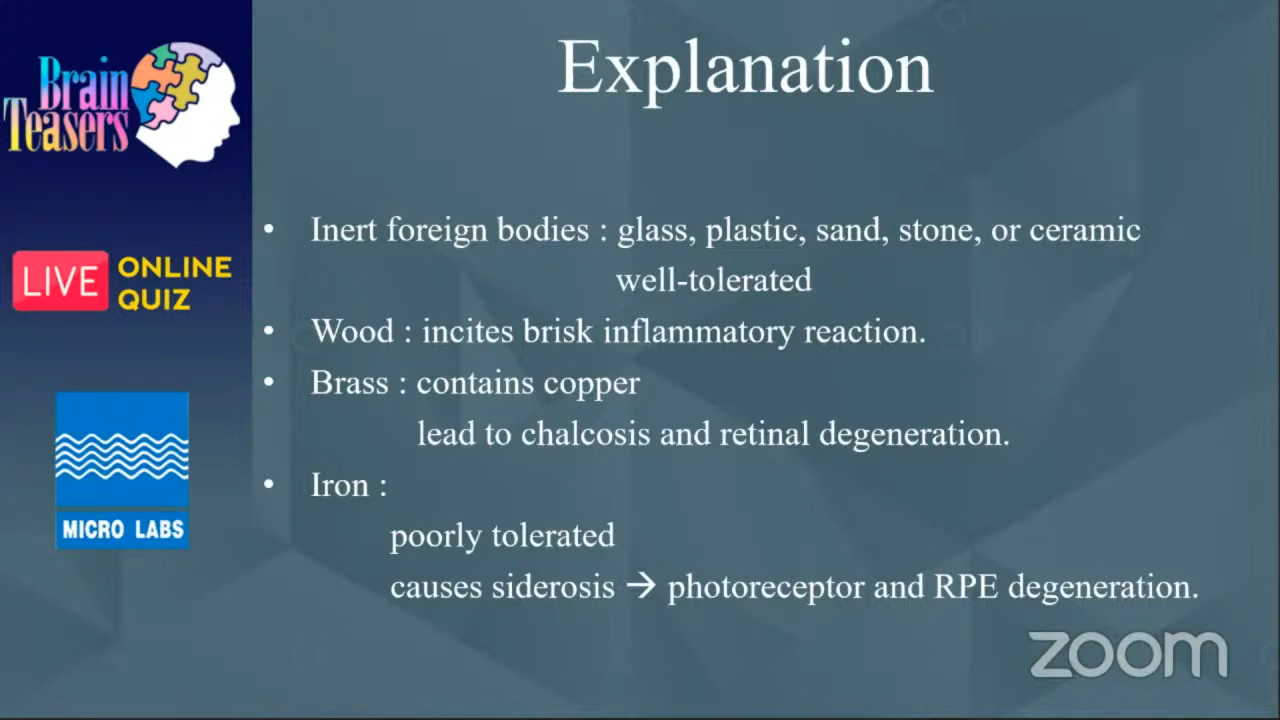 Brain
Teasers
LIVE ONLINE
QUIZ
MICRO LABS
Explanation
• Inert foreign bodies : glass, plastic, sand, stone, or ceramic
well-tolerated
• Wood : incites brisk inflammatory reaction.
• Brass : contains copper
lead to chalcosis and retinal degeneration.
• Iron :
poorly tolerated
causes siderosis → photoreceptor and RPE degeneration.
zoom